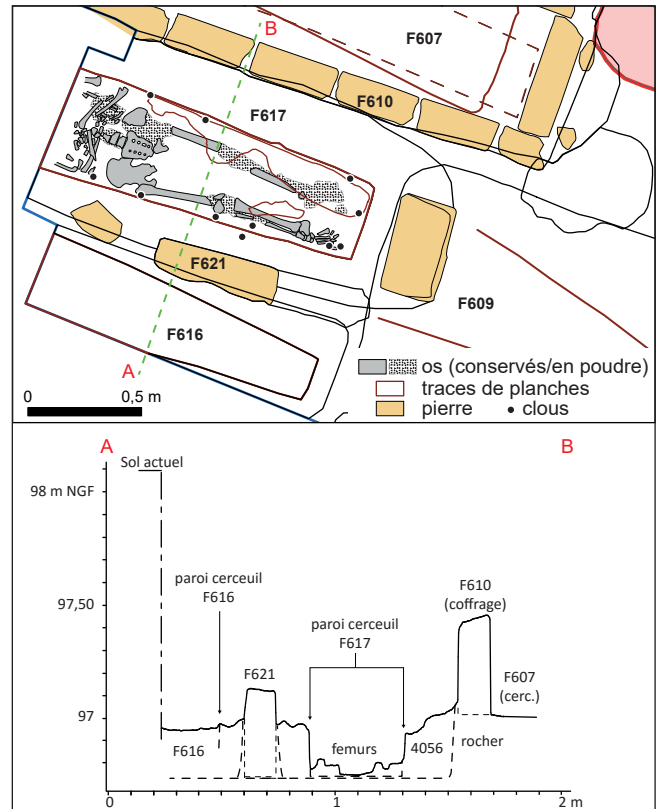 A
B
F607
F610
F617
F621
F616
F609
A
0 0,5 m
os (conservés/en poudre)
traces de planches
pierre
clous
A
B
Sol actuel
98 m NGF
paroi cerceuil
F616
97,50
F610
(coffrage)
paroi cerceuil
F617
F621
F607
(cerc.)
97
F616
femurs
4056
rocher
0
1
2 m